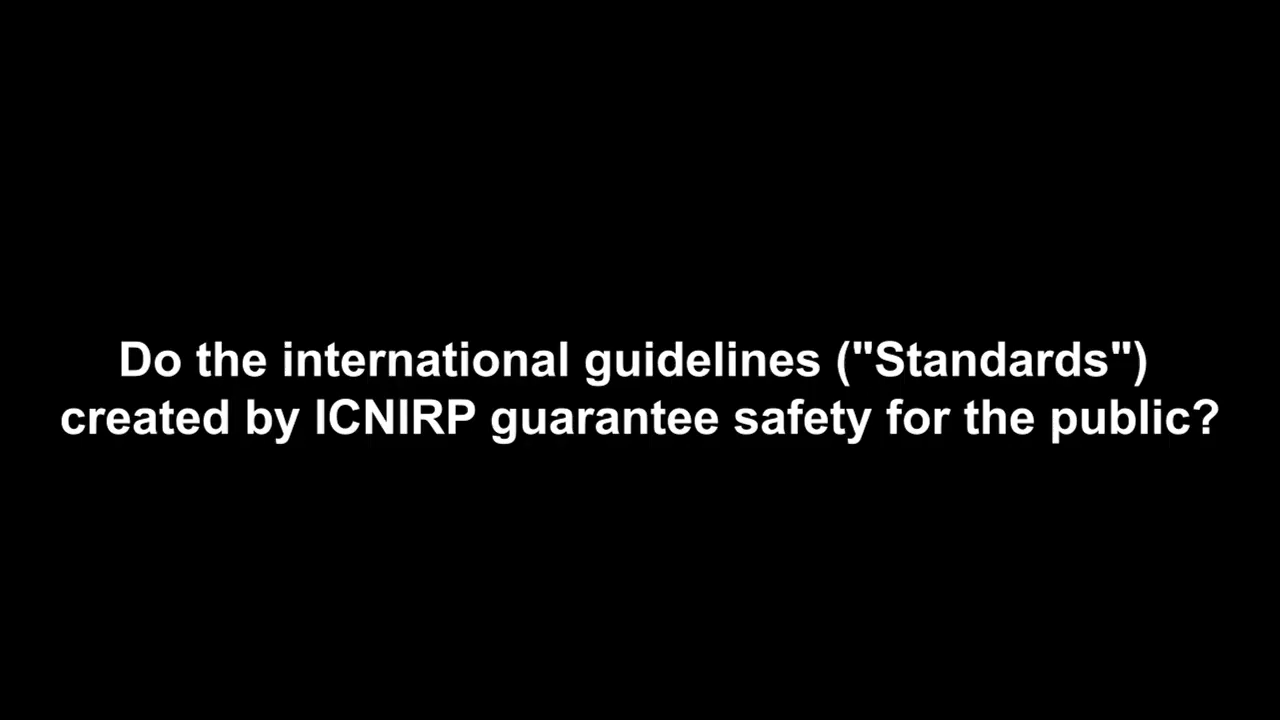 Do the international guidelines ("Standards")
created by ICNIRP guarantee safety for the public?